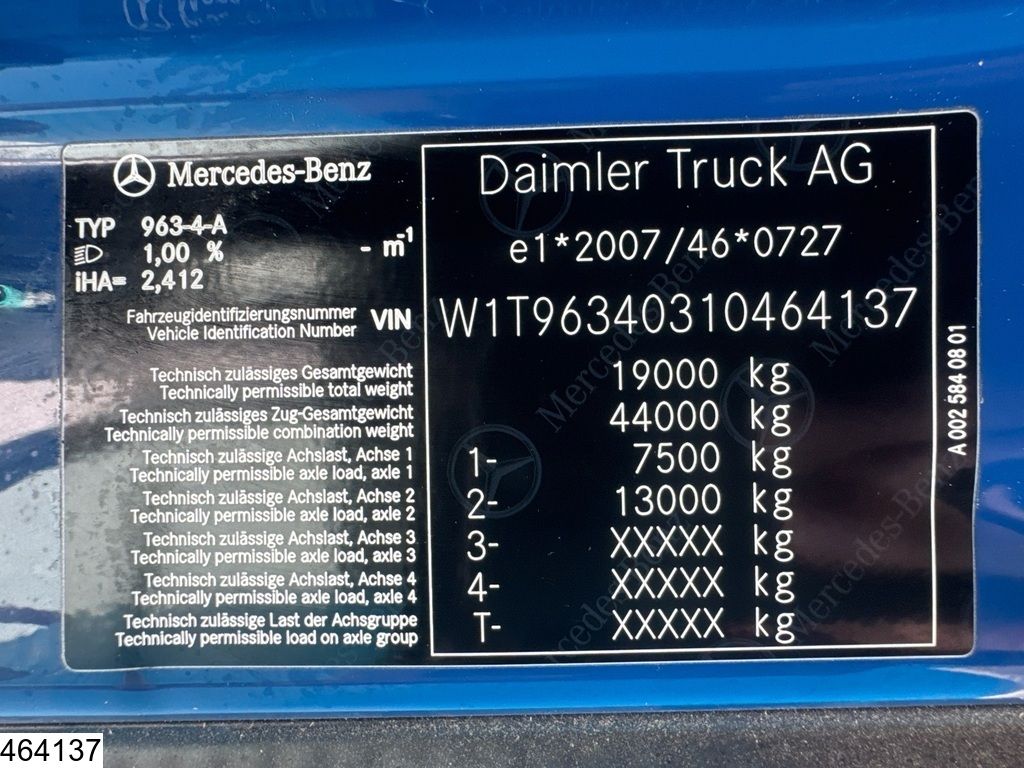 Mercedes-Benz
TYP 963-4-A
1,00 % - m-1
iHA= 2,412
Fahrzeugidentifizierungsnummer
Vehicle Identification Number VIN
Technisch zulässiges Gesamtgewicht
Technically permissible total weight
Technisch zulässiges Zug-Gesamtgewicht
Technically permissible combination weight
Technisch zulässige Achslast, Achse 1
Technically permissible axle load, axle 1
Technisch zulässige Achslast, Achse 2
Technically permissible axle load, axle 2
Technisch zulässige Achslast, Achse 3
Technically permissible axle load, axle 3
Technisch zulässige Achslast, Achse 4
Technically permissible axle load, axle 4
Technisch zulässige Last der Achsgruppe
Technically permissible load on axle group
Daimler Truck AG
e1*2007/46*0727
W1T96340310464137
19000 kg
44000 kg
1- 7500 kg
2- 13000 kg
3- XXXXX kg
4- XXXXX kg
T- XXXXX kg
A 002 584 08 01
464137